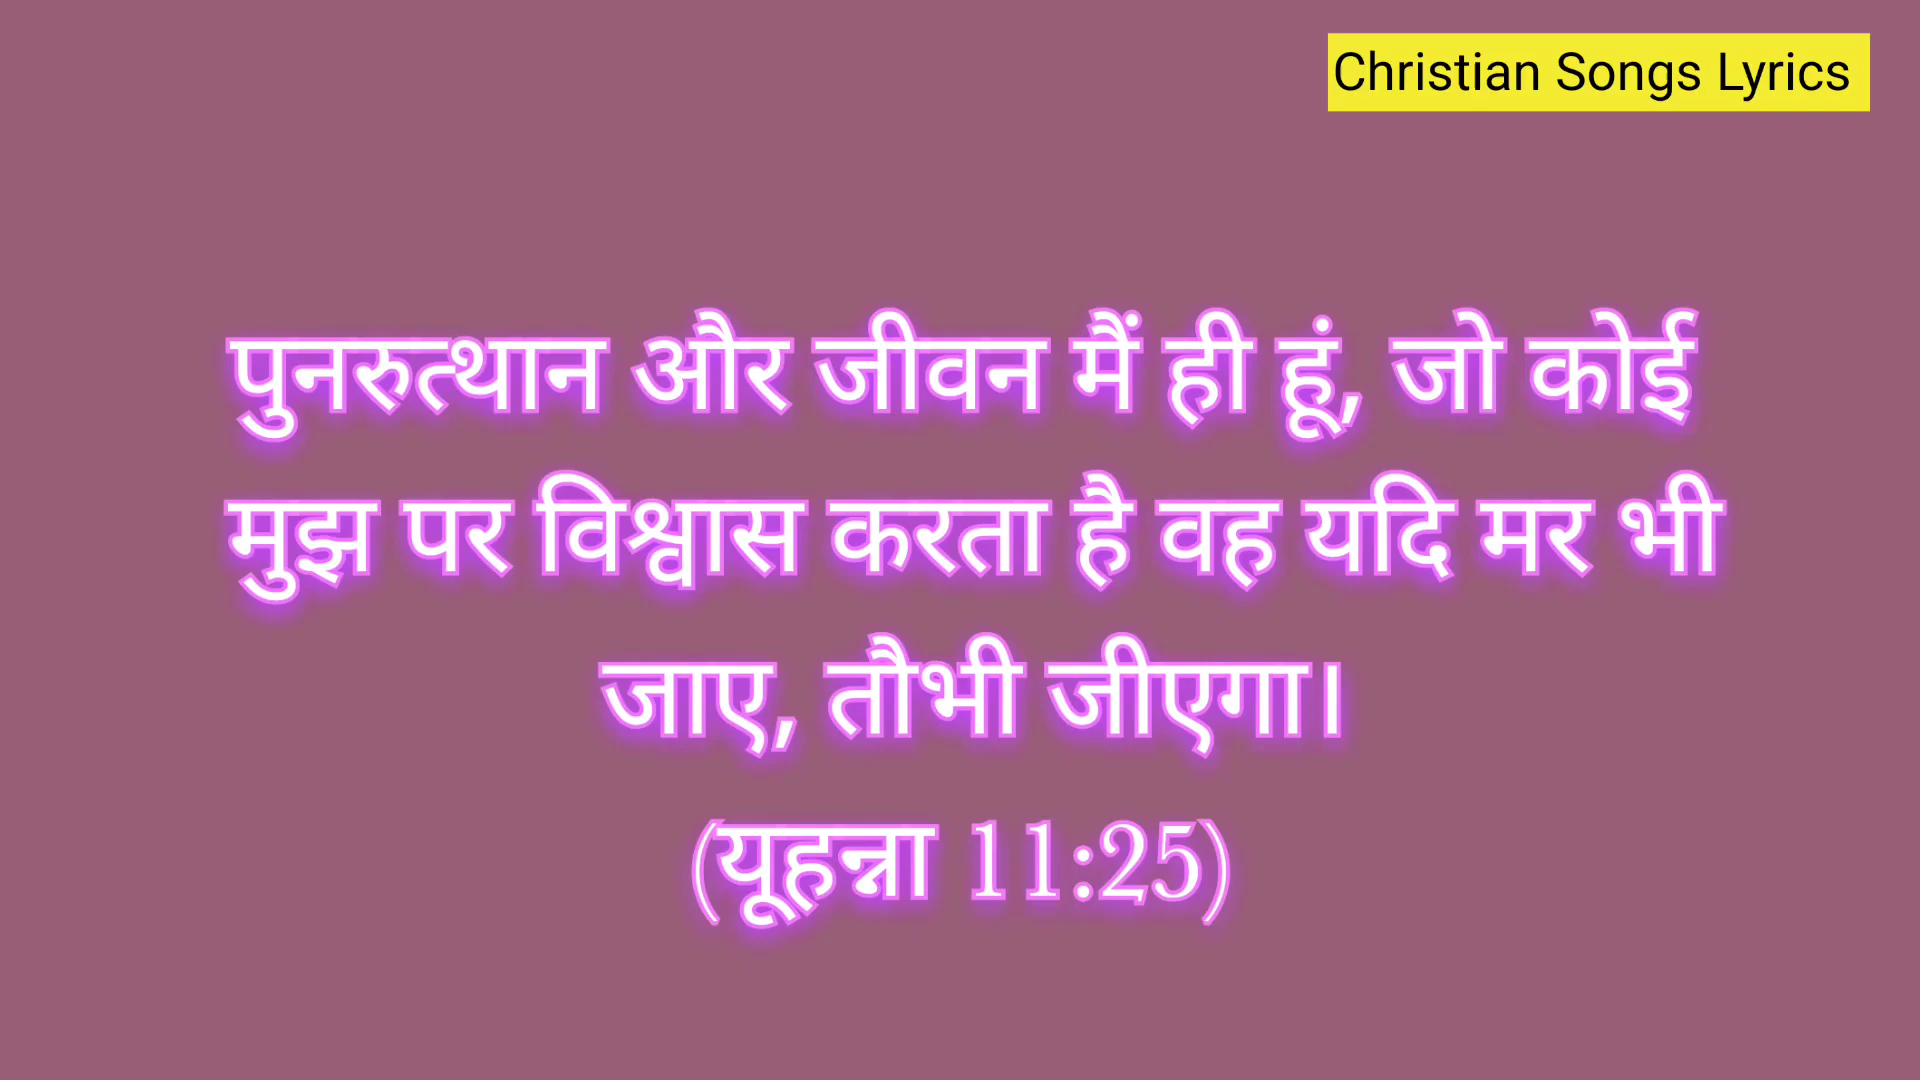 Christian Songs Lyrics
पुनरुत्थान और जीवन मैं ही हूं, जो कोई
मुझ पर विश्वास करता है वह यदि मर भी
जाए, तौभी जीएगा।
(यूहन्ना 11:25)